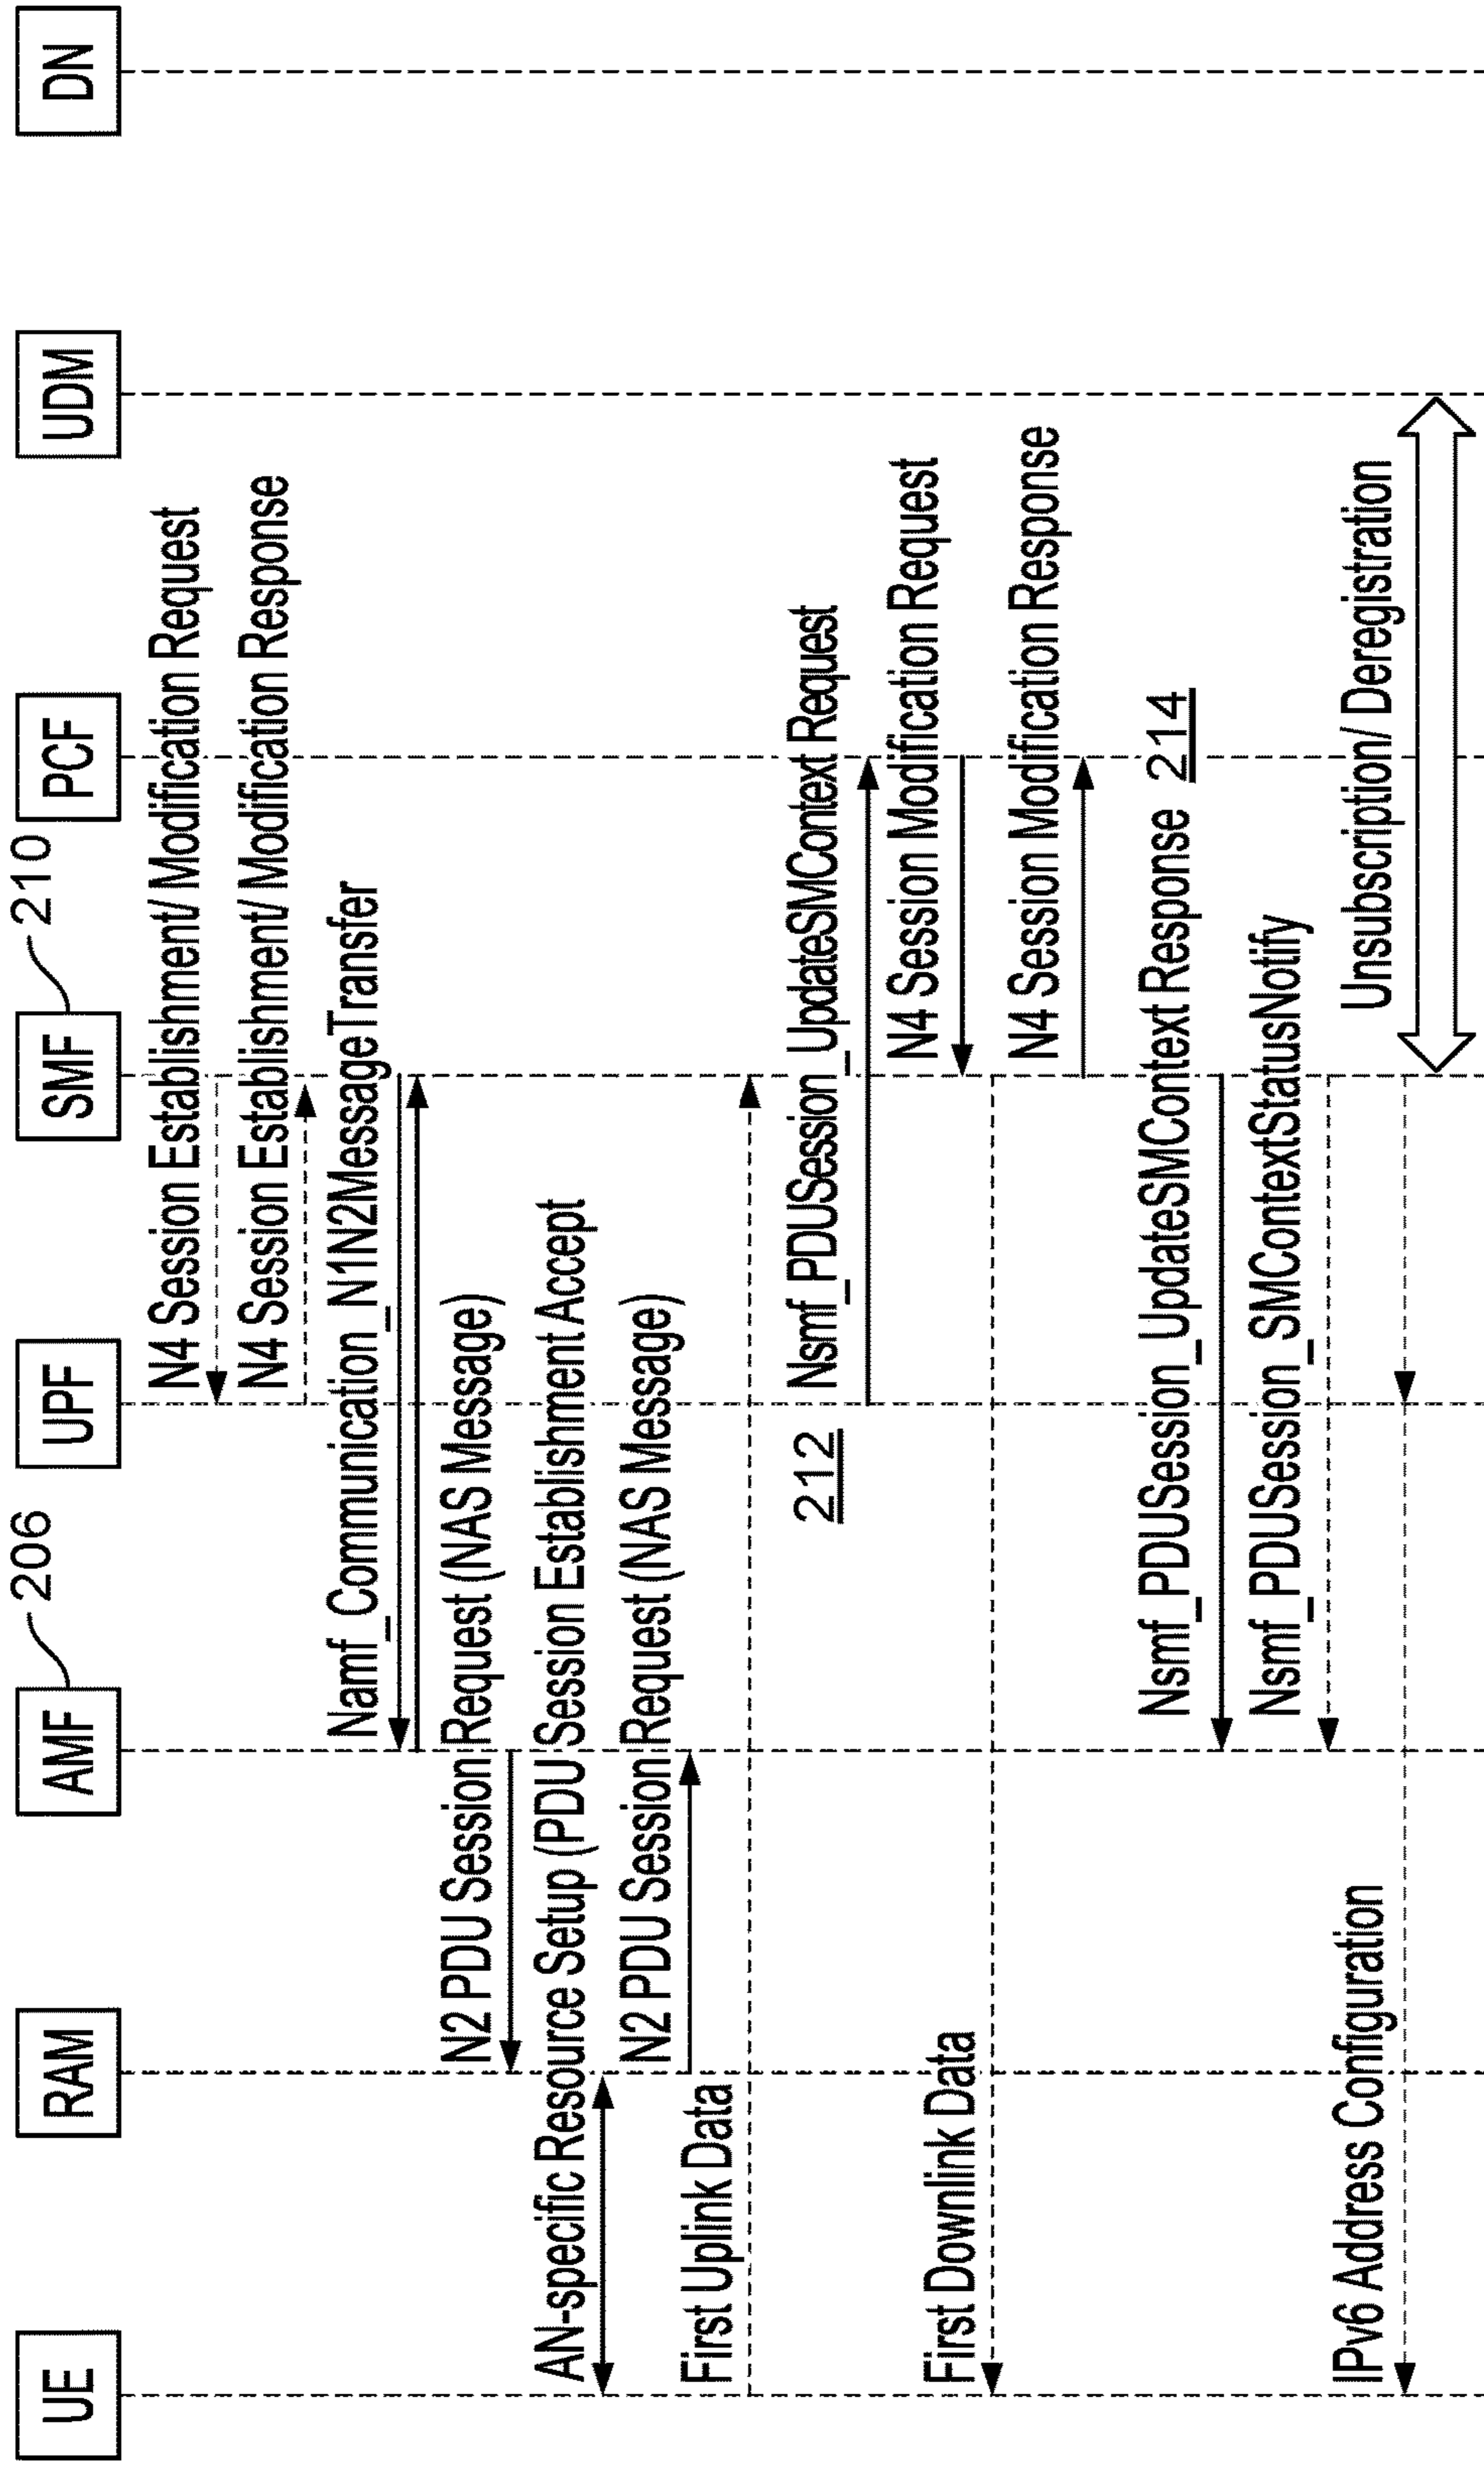 UE
RAM
AMF
206
UPF
SMF
210
PCF
UDM
DN
N4 Session Establishment/ Modification Request
N4 Session Establishment/ Modification Response
Namf_Communication_N1N2MessageTransfer
N2 PDU Session Request (NAS Message)
AN-specific Resource Setup (PDU Session Establishment Accept
N2 PDU Session Request (NAS Message)
First Uplink Data
212
Nsmf_PDUSession_UpdateSMContext Request
N4 Session Modification Request
First Downlink Data
N4 Session Modification Response
Nsmf_PDUSession_UpdateSMContext Response
214
Nsmf_PDUSession_SMContextStatusNotify
IPv6 Address Configuration
Unsubscription/ Deregistration